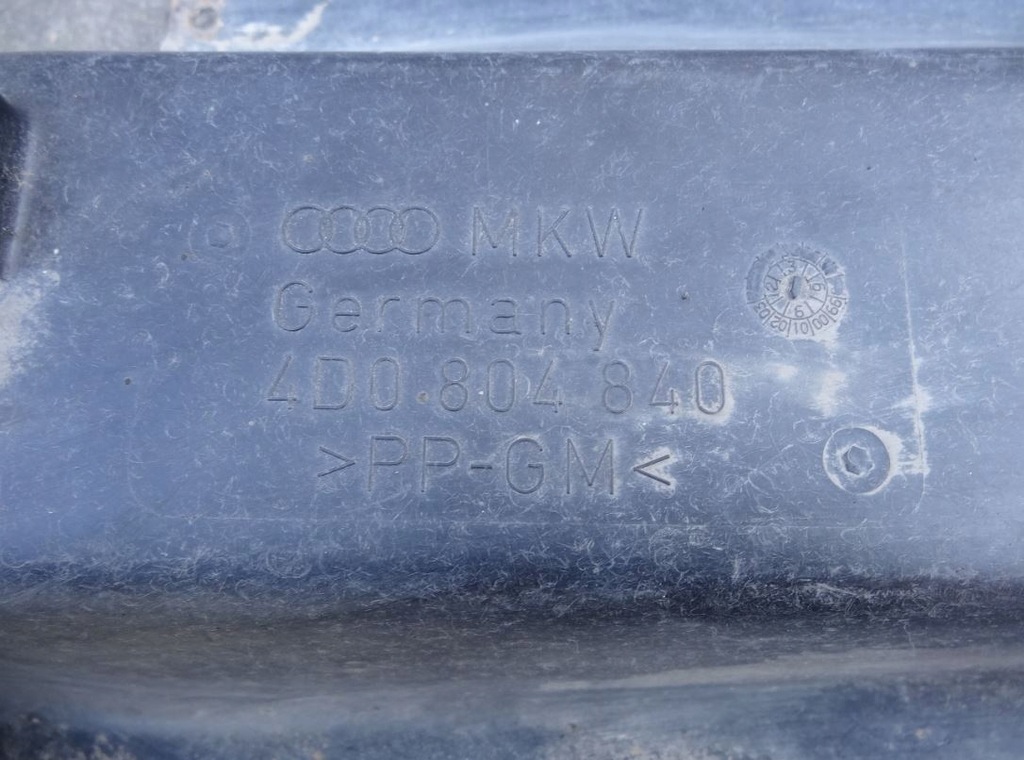 MKW
Germany
4D0 804 840
>PP-GM<